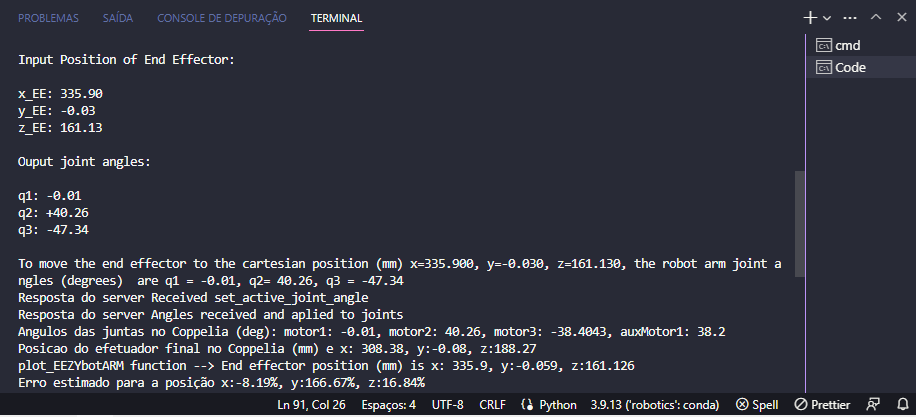 PROBLEMAS SAÍDA CONSOLE DE DEPURAÇÃO TERMINAL
cmd
Code
Input Position of End Effector:
x_EE: 335.90
y_EE: -0.03
z_EE: 161.13
Ouput joint angles:
q1: -0.01
q2: +40.26
q3: -47.34
To move the end effector to the cartesian position (mm) x=335.900, y=-0.030, z=161.130, the robot arm joint a
ngles (degrees)  are q1 = -0.01, q2= 40.26, q3 = -47.34
Resposta do server Received set_active_joint_angle
Resposta do server Angles received and aplied to joints
Angulos das juntas no Coppelia (deg): motor1: -0.01, motor2: 40.26, motor3: -38.4043, auxMotor1: 38.2
Posicao do efetuador final no Coppelia (mm) e x: 308.38, y:-0.08, z:188.27
plot_EEZYbotARM function --> End effector position (mm) is x: 335.9, y:-0.059, z:161.126
Erro estimado para a posição x:-8.19%, y:166.67%, z:16.84%
Ln 91, Col 26 Espaços: 4 UTF-8 CRLF Python 3.9.13 ('robotics': conda) Spell Prettier